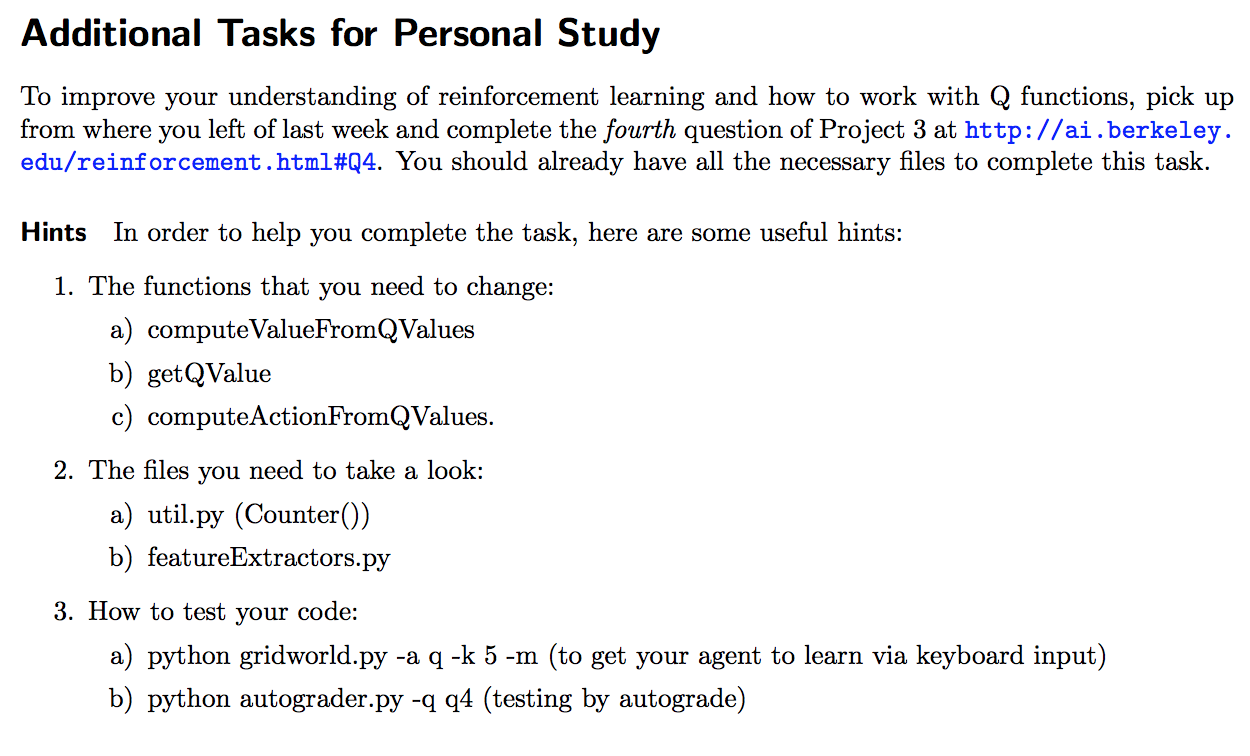 Additional Tasks for Personal Study
To improve your understanding of reinforcement learning and how to work with Q functions, pick up
from where you left of last week and complete the fourth question of Project 3 at http://ai.berkeley.
edu/reinforcement.html#Q4. You should already have all the necessary files to complete this task.
Hints In order to help you complete the task, here are some useful hints:
1. The functions that you need to change:
a) computeValueFromQValues
b) getQValue
c) computeActionFromQValues.
2. The files you need to take a look:
a) util.py (Counter())
b) featureExtractors.py
3. How to test your code:
a) python gridworld.py -a q -k 5 -m (to get your agent to learn via keyboard input)
b) python autograder.py -q q4 (testing by autograde)